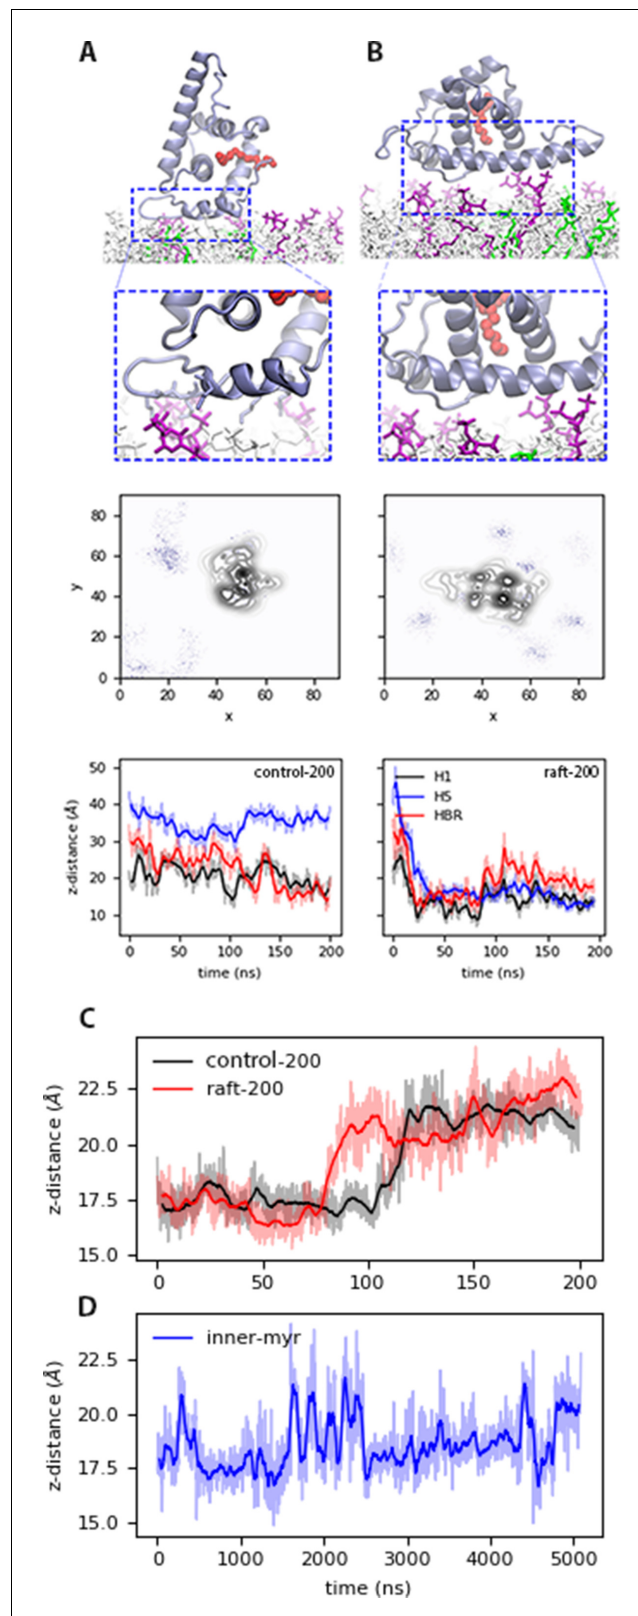 A B
80
60
40
20
0
y
0 20 40 60 80
0 20 40 60 80
x x
control-200
raft-200
H1
H5
HBR
50
40
30
20
10
z-distance (Å)
0 50 100 150 200
0 50 100 150 200
time (ns) time (ns)
C
control-200
raft-200
22.5
20.0
17.5
15.0
z-distance (Å)
0 50 100 150 200
D
inner-myr
22.5
20.0
17.5
15.0
z-distance (Å)
0 1000 2000 3000 4000 5000
time (ns)